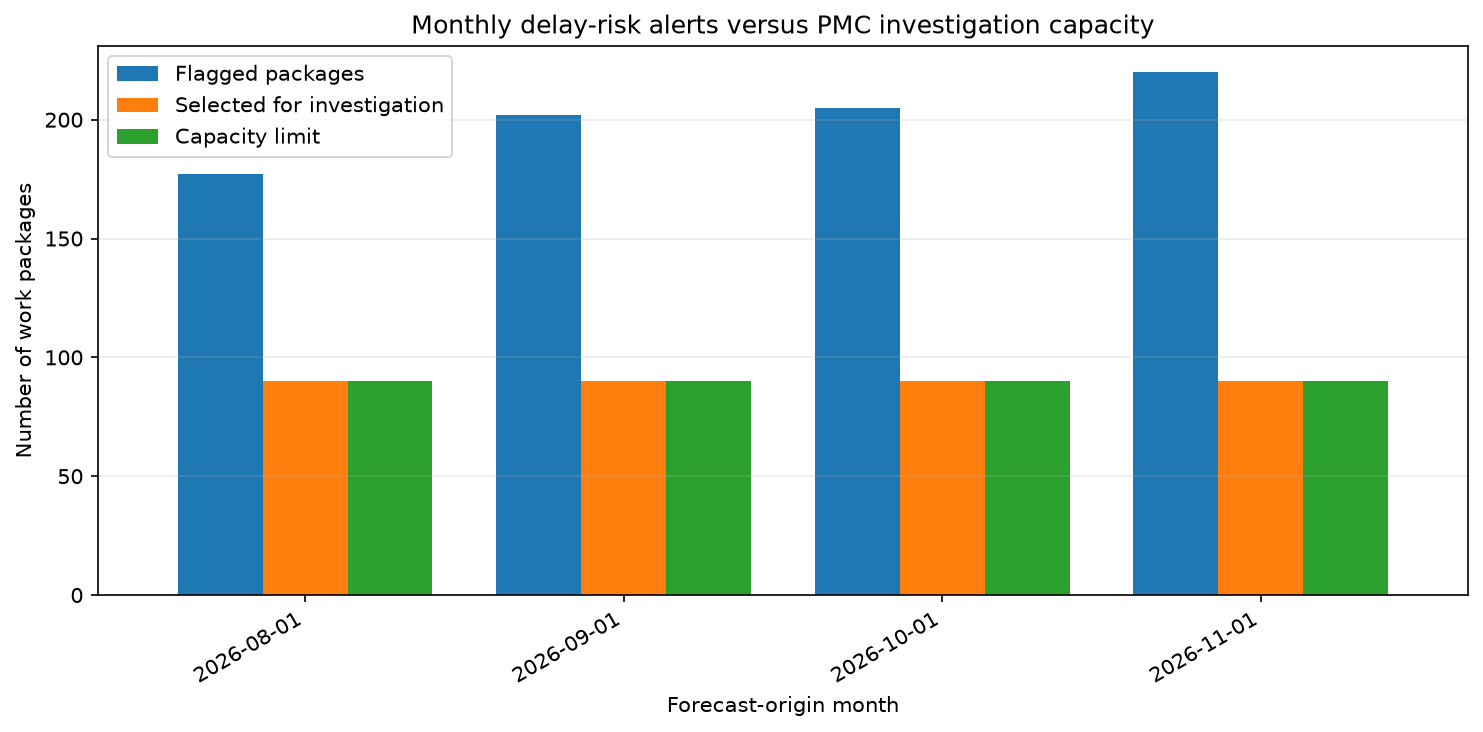 Monthly delay-risk alerts versus PMC investigation capacity
Flagged packages
Selected for investigation
Capacity limit
Number of work packages
200
150
100
50
0
2026-08-01
2026-09-01
2026-10-01
2026-11-01
Forecast-origin month